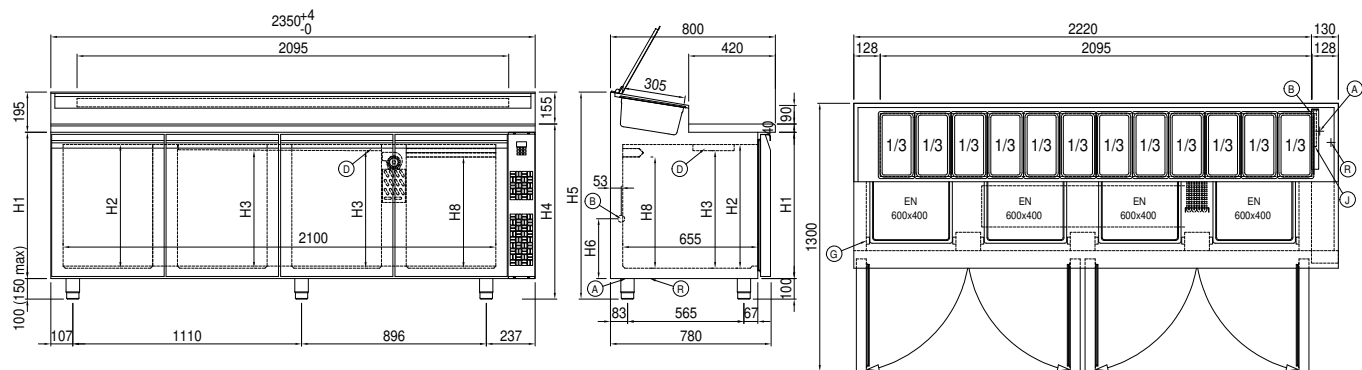 2350+4
-0
2095
195
155
H1
H2
H3
D
H3
H8
H4
2100
100 (150 max)
107
1110
896
237
800
420
305
90
40
D
53
B
H5
H6
H8
H3
H2
H1
655
A
R
100
83
565
67
780
2220
130
128
2095
128
B
A
1/3 1/3 1/3 1/3 1/3 1/3 1/3 1/3 1/3 1/3 1/3 1/3
R
J
EN
600x400
EN
600x400
EN
600x400
EN
600x400
G
1300